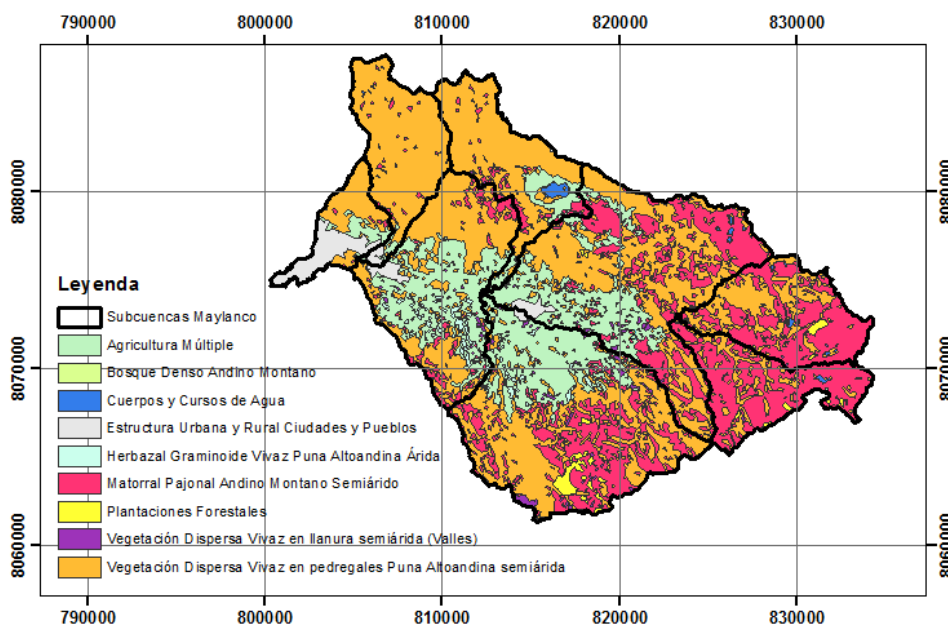 790000 800000 810000 820000 830000
8080000 8080000
Leyenda
Subcuencas Maylanco
Agricultura Múltiple
8070000 8070000
Bosque Denso Andino Montano
Cuerpos y Cursos de Agua
Estructura Urbana y Rural Ciudades y Pueblos
Herbazal Graminoide Vivaz Puna Altoandina Árida
Matorral Pajonal Andino Montano Semiárido
Plantaciones Forestales
Vegetación Dispersa Vivaz en llanura semiárida (Valles)
8060000 8060000
Vegetación Dispersa Vivaz en pedregales Puna Altoandina semiárida
790000 800000 810000 820000 830000